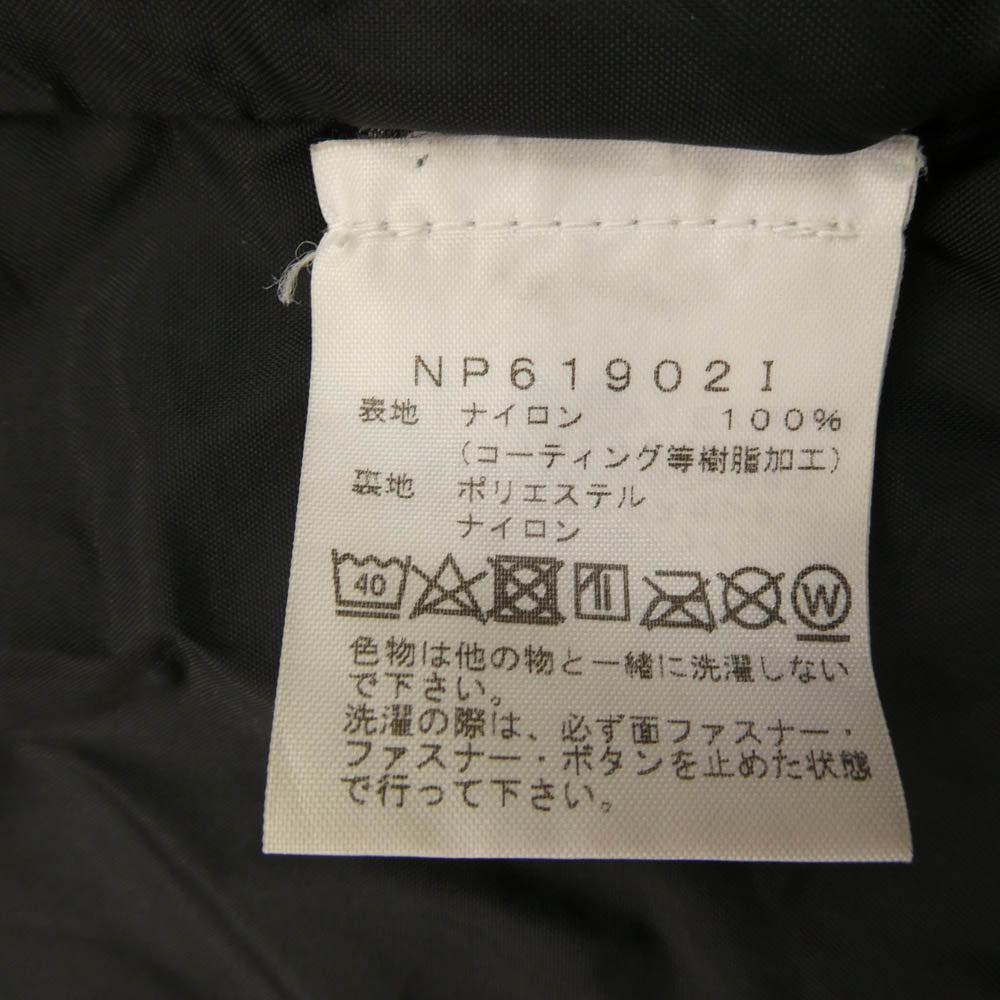 NP61902I
表地 ナイロン 100%
(コーティング等樹脂加工)
裏地 ポリエステル
ナイロン
40 W
色物は他の物と一緒に洗濯しない
で下さい。
洗濯の際は、必ず面ファスナー・
ファスナー・ボタンを止めた状態
で行って下さい。